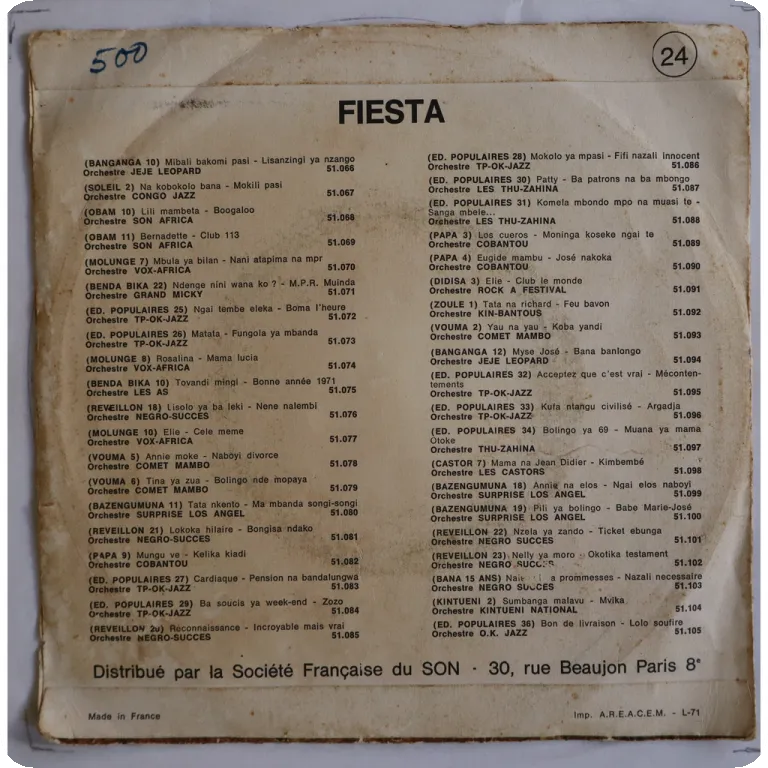 500
24
FIESTA
(BANGANGA 10) Mibali bakomi pasi - Lisanzingi ya nzango
Orchestre JEJE LEOPARD 51.066
(SOLEIL 2) Na kobokolo bana - Mokili pasi
Orchestre CONGO JAZZ 51.067
(OBAM 10) Lili mambeta - Boogaloo
Orchestre SON AFRICA 51.068
(OBAM 11) Bernadette - Club 113
Orchestre SON AFRICA 51.069
(MOLUNGE 7) Mbula ya bilan - Nani atapima na mpr
Orchestre VOX-AFRICA 51.070
(BENDA BIKA 22) Ndenge nini wana ko ? - M.P.R. Muinda
Orchestre GRAND MICKY 51.071
(ED. POPULAIRES 25) Ngai tembe eleka - Boma l'heure
Orchestre TP-OK-JAZZ 51.072
(ED. POPULAIRES 26) Matata - Fungola ya mbanda
Orchestre TP-OK-JAZZ 51.073
(MOLUNGE 8) Rosalina - Mama lucia
Orchestre VOX-AFRICA 51.074
(BENDA BIKA 10) Tovandi mingi - Bonne année 1971
Orchestre LES AS 51.075
(REVEILLON 18) Lisolo ya ba leki - Nene nalembi
Orchestre NEGRO-SUCCES 51.076
(MOLUNGE 10) Elie - Cele meme
Orchestre VOX-AFRICA 51.077
(VOUMA 5) Annie moke - Naboyi divorce
Orchestre COMET MAMBO 51.078
(VOUMA 6) Tina ya zua - Bolingo nde mopaya
Orchestre COMET MAMBO 51.079
(BAZENGUMUNA 11) Tata nkento - Ma mbanda songi-songi
Orchestre SURPRISE LOS ANGEL 51.080
(REVEILLON 21) Lokoke hilaire - Bongisa ndako
Orchestre NEGRO-SUCCES 51.081
(PAPA 9) Mungu ve - Kelika kiadi
Orchestre COBANTOU 51.082
(ED. POPULAIRES 27) Cardiaque - Pension na bandalungwa
Orchestre TP-OK-JAZZ 51.083
(ED. POPULAIRES 29) Ba soucis ya week-end - Zozo
Orchestre TP-OK-JAZZ 51.084
(REVEILLON 20) Reconnaissance - Incroyable mais vrai
Orchestre NEGRO-SUCCES 51.085
(ED. POPULAIRES 28) Mokolo ya mpasi - Fifi nazali innocent
Orchestre TP-OK-JAZZ 51.086
(ED. POPULAIRES 30) Patty - Ba patrons na ba mbongo
Orchestre LES THU-ZAHINA 51.087
(ED. POPULAIRES 31) Komela mbondo mpo na muasi te -
Sanga mbele...
Orchestre LES THU-ZAHINA 51.088
(PAPA 3) Los cueros - Moninga koseke ngai te
Orchestre COBANTOU 51.089
(PAPA 4) Eugide mambu - José nakoka
Orchestre COBANTOU 51.090
(DIDISA 3) Elie - Club le monde
Orchestre ROCK A FESTIVAL 51.091
(ZOULE 1) Tata na richard - Feu bavon
Orchestre KIN-BANTOUS 51.092
(VOUMA 2) Yau na yau - Koba yandi
Orchestre COMET MAMBO 51.093
(BANGANGA 12) Myse José - Bana banlongo
Orchestre JEJE LEOPARD 51.094
(ED. POPULAIRES 32) Acceptez que c'est vrai - Méconten-
tements
Orchestre TP-OK-JAZZ 51.095
(ED. POPULAIRES 33) Kufa ntangu civilisé - Argadja
Orchestre TP-OK-JAZZ 51.096
(ED. POPULAIRES 34) Bolingo ya 69 - Muana ya mama
Otoke
Orchestre THU-ZAHINA 51.097
(CASTOR 7) Mama na Jean Didier - Kimbembé
Orchestre LES CASTORS 51.098
(BAZENGUMUNA 18) Annie na elos - Ngai elos naboyi
Orchestre SURPRISE LOS ANGEL 51.099
(BAZENGUMUNA 19) Pili ya bolingo - Babe Marie-José
Orchestre SURPRISE LOS ANGEL 51.100
(REVEILLON 22) Nzela ya zando - Ticket ebunga
Orchestre NEGRO SUCCES 51.101
(REVEILLON 23) Nelly ya moro - Okotika testament
Orchestre NEGRO SUCCES 51.102
(BANA 15 ANS) a prommesses - Nazali necessaire
Orchestre NEGRO SUCCES 51.103
(KINTUENI 2) Sumbanga malavu - Mvika
Orchestre KINTUENI NATIONAL 51.104
(ED. POPULAIRES 36) Bon de livraison - Lolo soufire
Orchestre O.K. JAZZ 51.105
Distribué par la Société Française du SON · 30, rue Beaujon Paris 8e
Made in France
Imp. A.R.E.A.C.E.M. - L-71